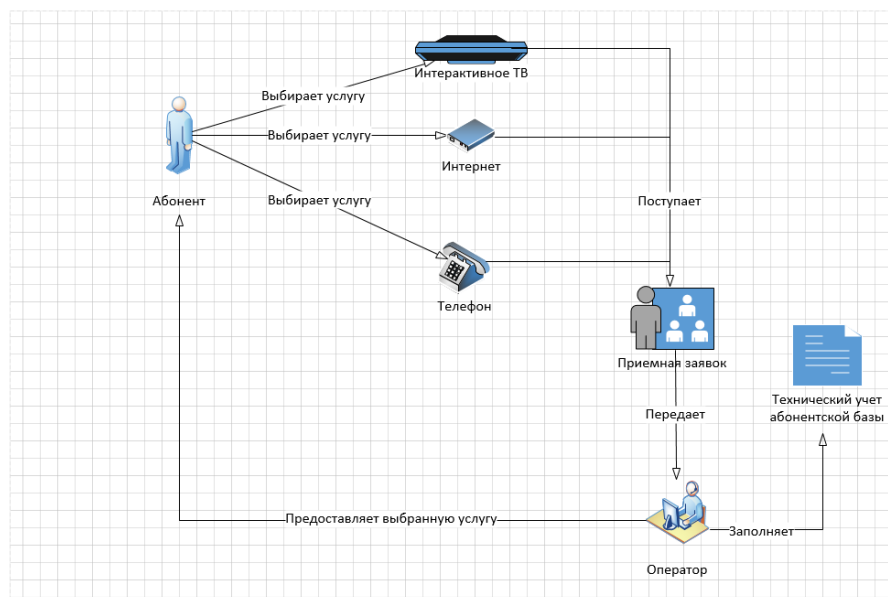 Интерактивное ТВ
Выбирает услугу
Выбирает услугу
Интернет
Абонент
Выбирает услугу
Поступает
Телефон
Приемная заявок
Технический учет
абонентской базы
Передает
Предоставляет выбранную услугу
Заполняет
Оператор